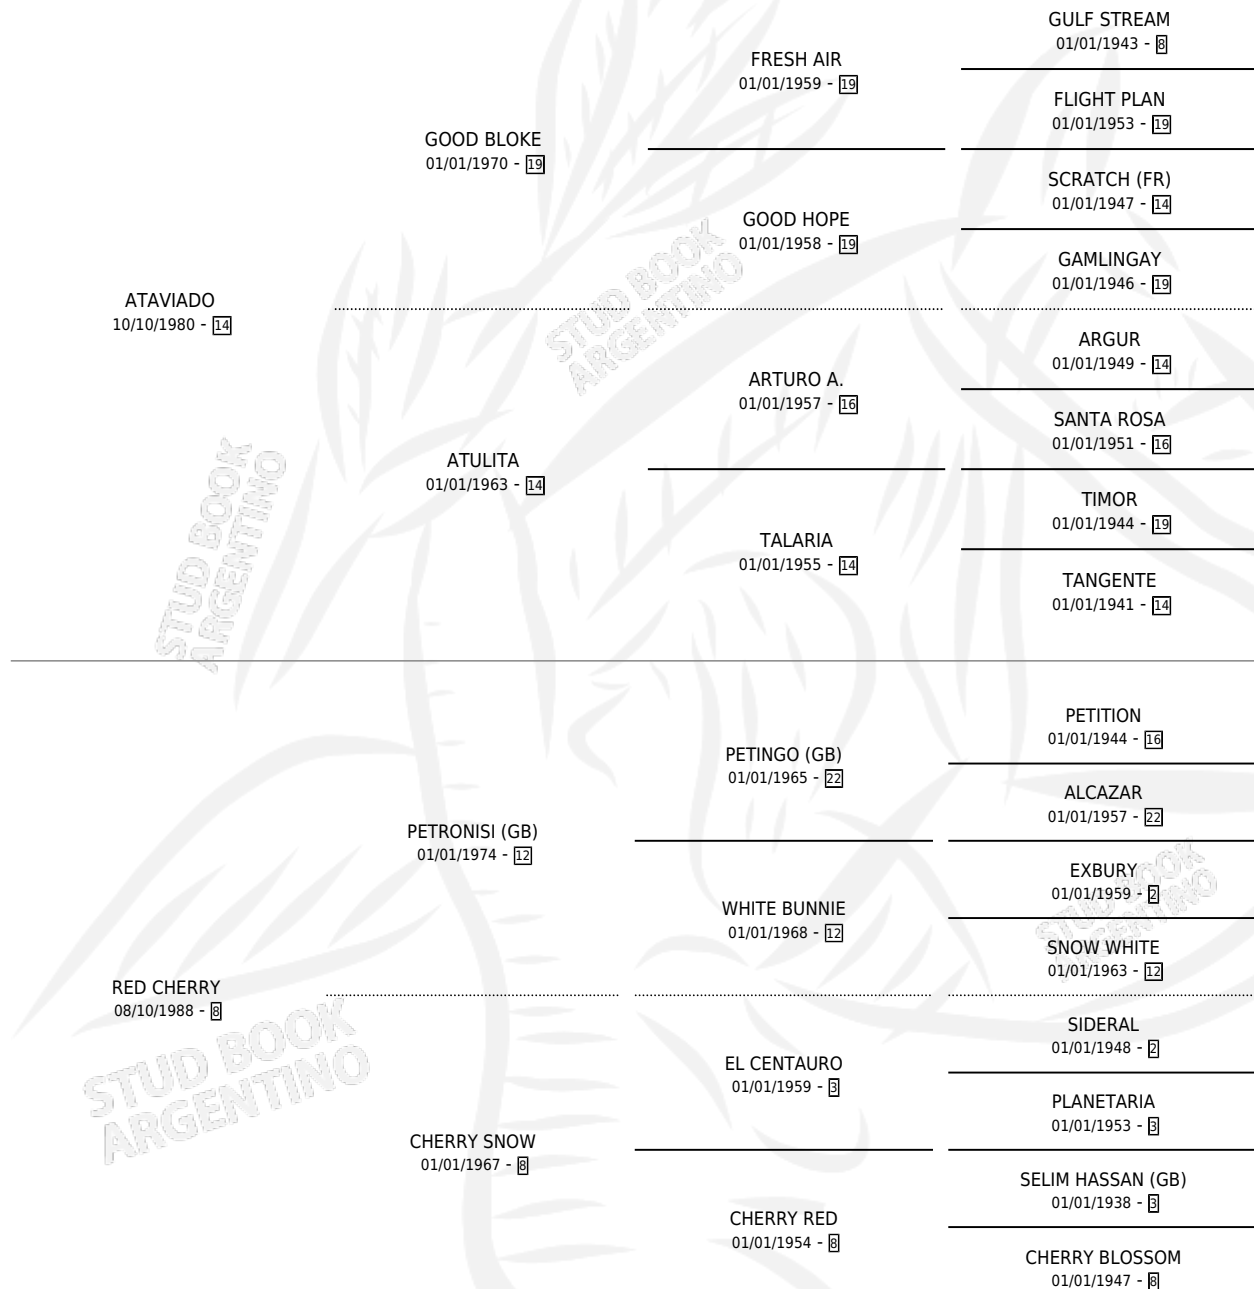 GULF STREAM
01/01/1943 - 8
FRESH AIR
01/01/1959 - 19
FLIGHT PLAN
01/01/1953 - 19
GOOD BLOKE
01/01/1970 - 19
SCRATCH (FR)
01/01/1947 - 14
GOOD HOPE
01/01/1958 - 19
GAMLINGAY
01/01/1946 - 19
ATAVIADO
10/10/1980 - 14
STUD BOOK
ARGENTINO
ARGUR
01/01/1949 - 14
ARTURO A.
01/01/1957 - 16
SANTA ROSA
01/01/1951 - 16
ATULITA
01/01/1963 - 14
TIMOR
01/01/1944 - 19
TALARIA
01/01/1955 - 14
TANGENTE
01/01/1941 - 14
STUD BOOK
ARGENTINO
PETITION
01/01/1944 - 16
PETINGO (GB)
01/01/1965 - 22
ALCAZAR
01/01/1957 - 22
PETRONISI (GB)
01/01/1974 - 12
EXBURY
01/01/1959 - 2
WHITE BUNNIE
01/01/1968 - 12
STUD BOOK
ARGENTINO
SNOW WHITE
01/01/1963 - 12
RED CHERRY
08/10/1988 - 8
SIDERAL
01/01/1948 - 2
EL CENTAURO
01/01/1959 - 3
STUD BOOK
ARGENTINO
PLANETARIA
01/01/1953 - 3
CHERRY SNOW
01/01/1967 - 8
SELIM HASSAN (GB)
01/01/1938 - 3
CHERRY RED
01/01/1954 - 8
CHERRY BLOSSOM
01/01/1947 - 8